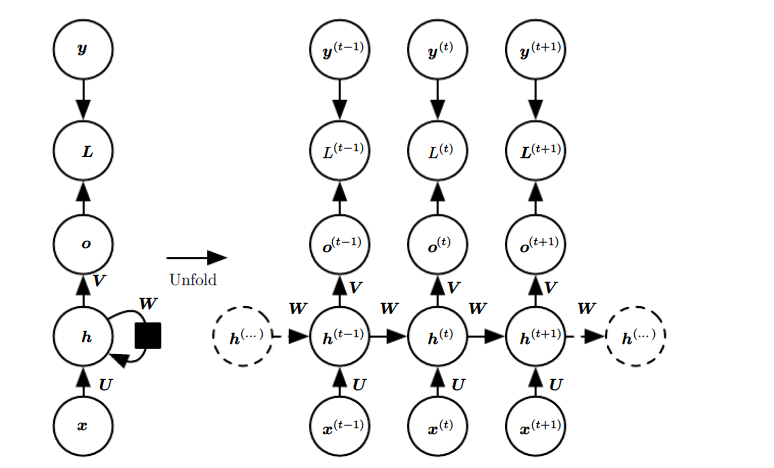 y y^(t−1) y^(t) y^(t+1)
L L^(t−1) L^(t) L^(t+1)
o o^(t−1) o^(t) o^(t+1)
Unfold
V V V V
W W W W W
h h^(...) h^(t−1) h^(t) h^(t+1) h^(...)
U U U U
x x^(t−1) x^(t) x^(t+1)